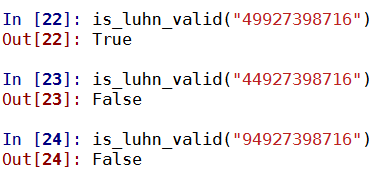 In [22]: is_luhn_valid("49927398716")
Out[22]: True
In [23]: is_luhn_valid("44927398716")
Out[23]: False
In [24]: is_luhn_valid("94927398716")
Out[24]: False